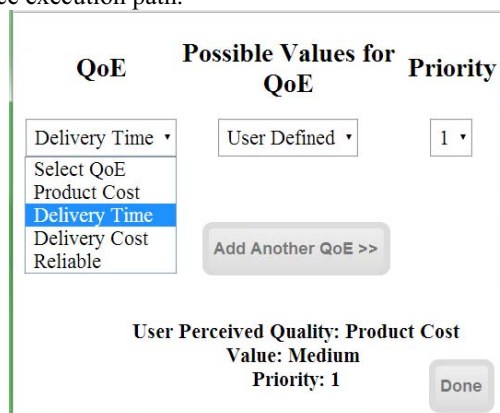 execution path.
QoE
Possible Values for
QoE
Priority
Delivery Time
User Defined
1
Select QoE
Product Cost
Delivery Time
Delivery Cost
Reliable
Add Another QoE >>
User Perceived Quality: Product Cost
Value: Medium
Priority: 1
Done